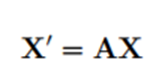 X′ = AX